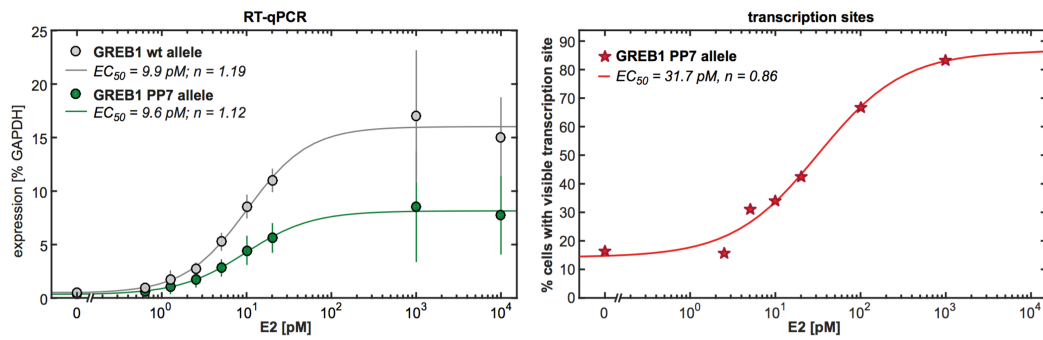 RT-qPCR
25
20
15
10
5
0
expression [% GAPDH]
GREB1 wt allele
EC50 = 9.9 pM; n = 1.19
GREB1 PP7 allele
EC50 = 9.6 pM; n = 1.12
0 10^0 10^1 10^2 10^3 10^4
E2 [pM]
transcription sites
90
80
70
60
50
40
30
20
10
0
% cells with visible transcription site
GREB1 PP7 allele
EC50 = 31.7 pM, n = 0.86
0 10^0 10^1 10^2 10^3 10^4
E2 [pM]